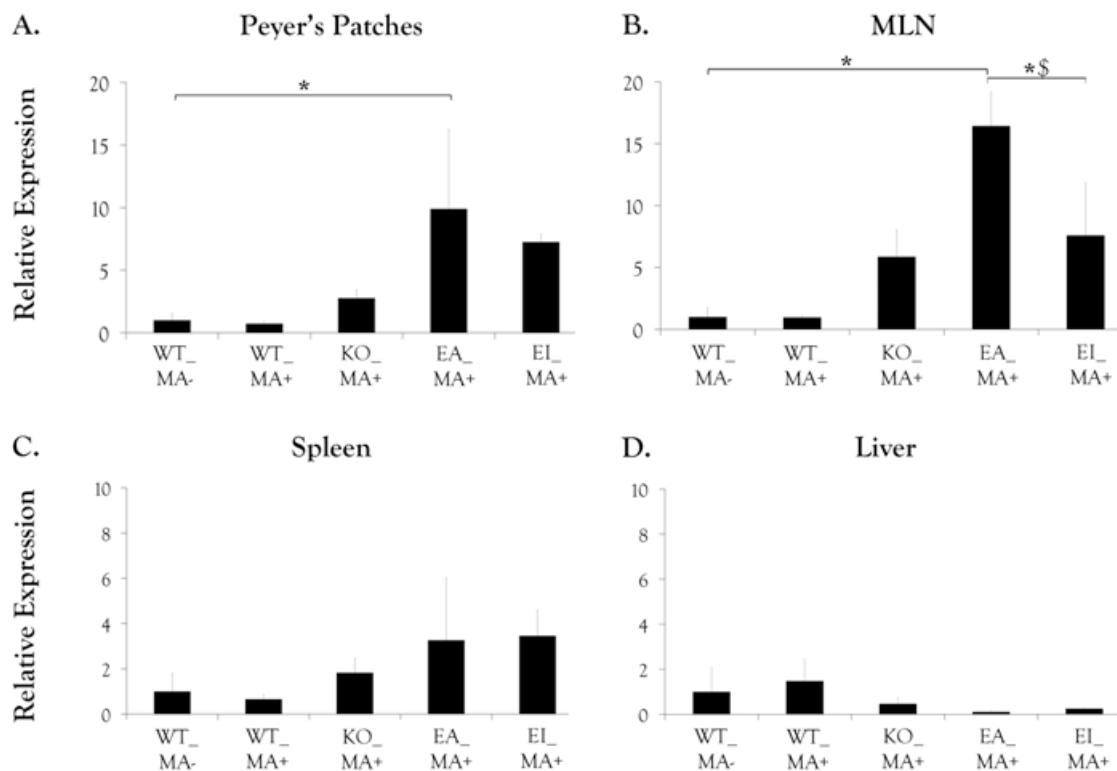 A. Peyer's Patches
B. MLN
Relative Expression
20
15
10
5
0
*
WT_ WT_ KO_ EA_ EI_
MA- MA+ MA+ MA+ MA+
20
15
10
5
0
* *$
WT_ WT_ KO_ EA_ EI_
MA- MA+ MA+ MA+ MA+
C. Spleen
D. Liver
Relative Expression
10
8
6
4
2
0
WT_ WT_ KO_ EA_ EI_
MA- MA+ MA+ MA+ MA+
10
8
6
4
2
0
WT_ WT_ KO_ EA_ EI_
MA- MA+ MA+ MA+ MA+